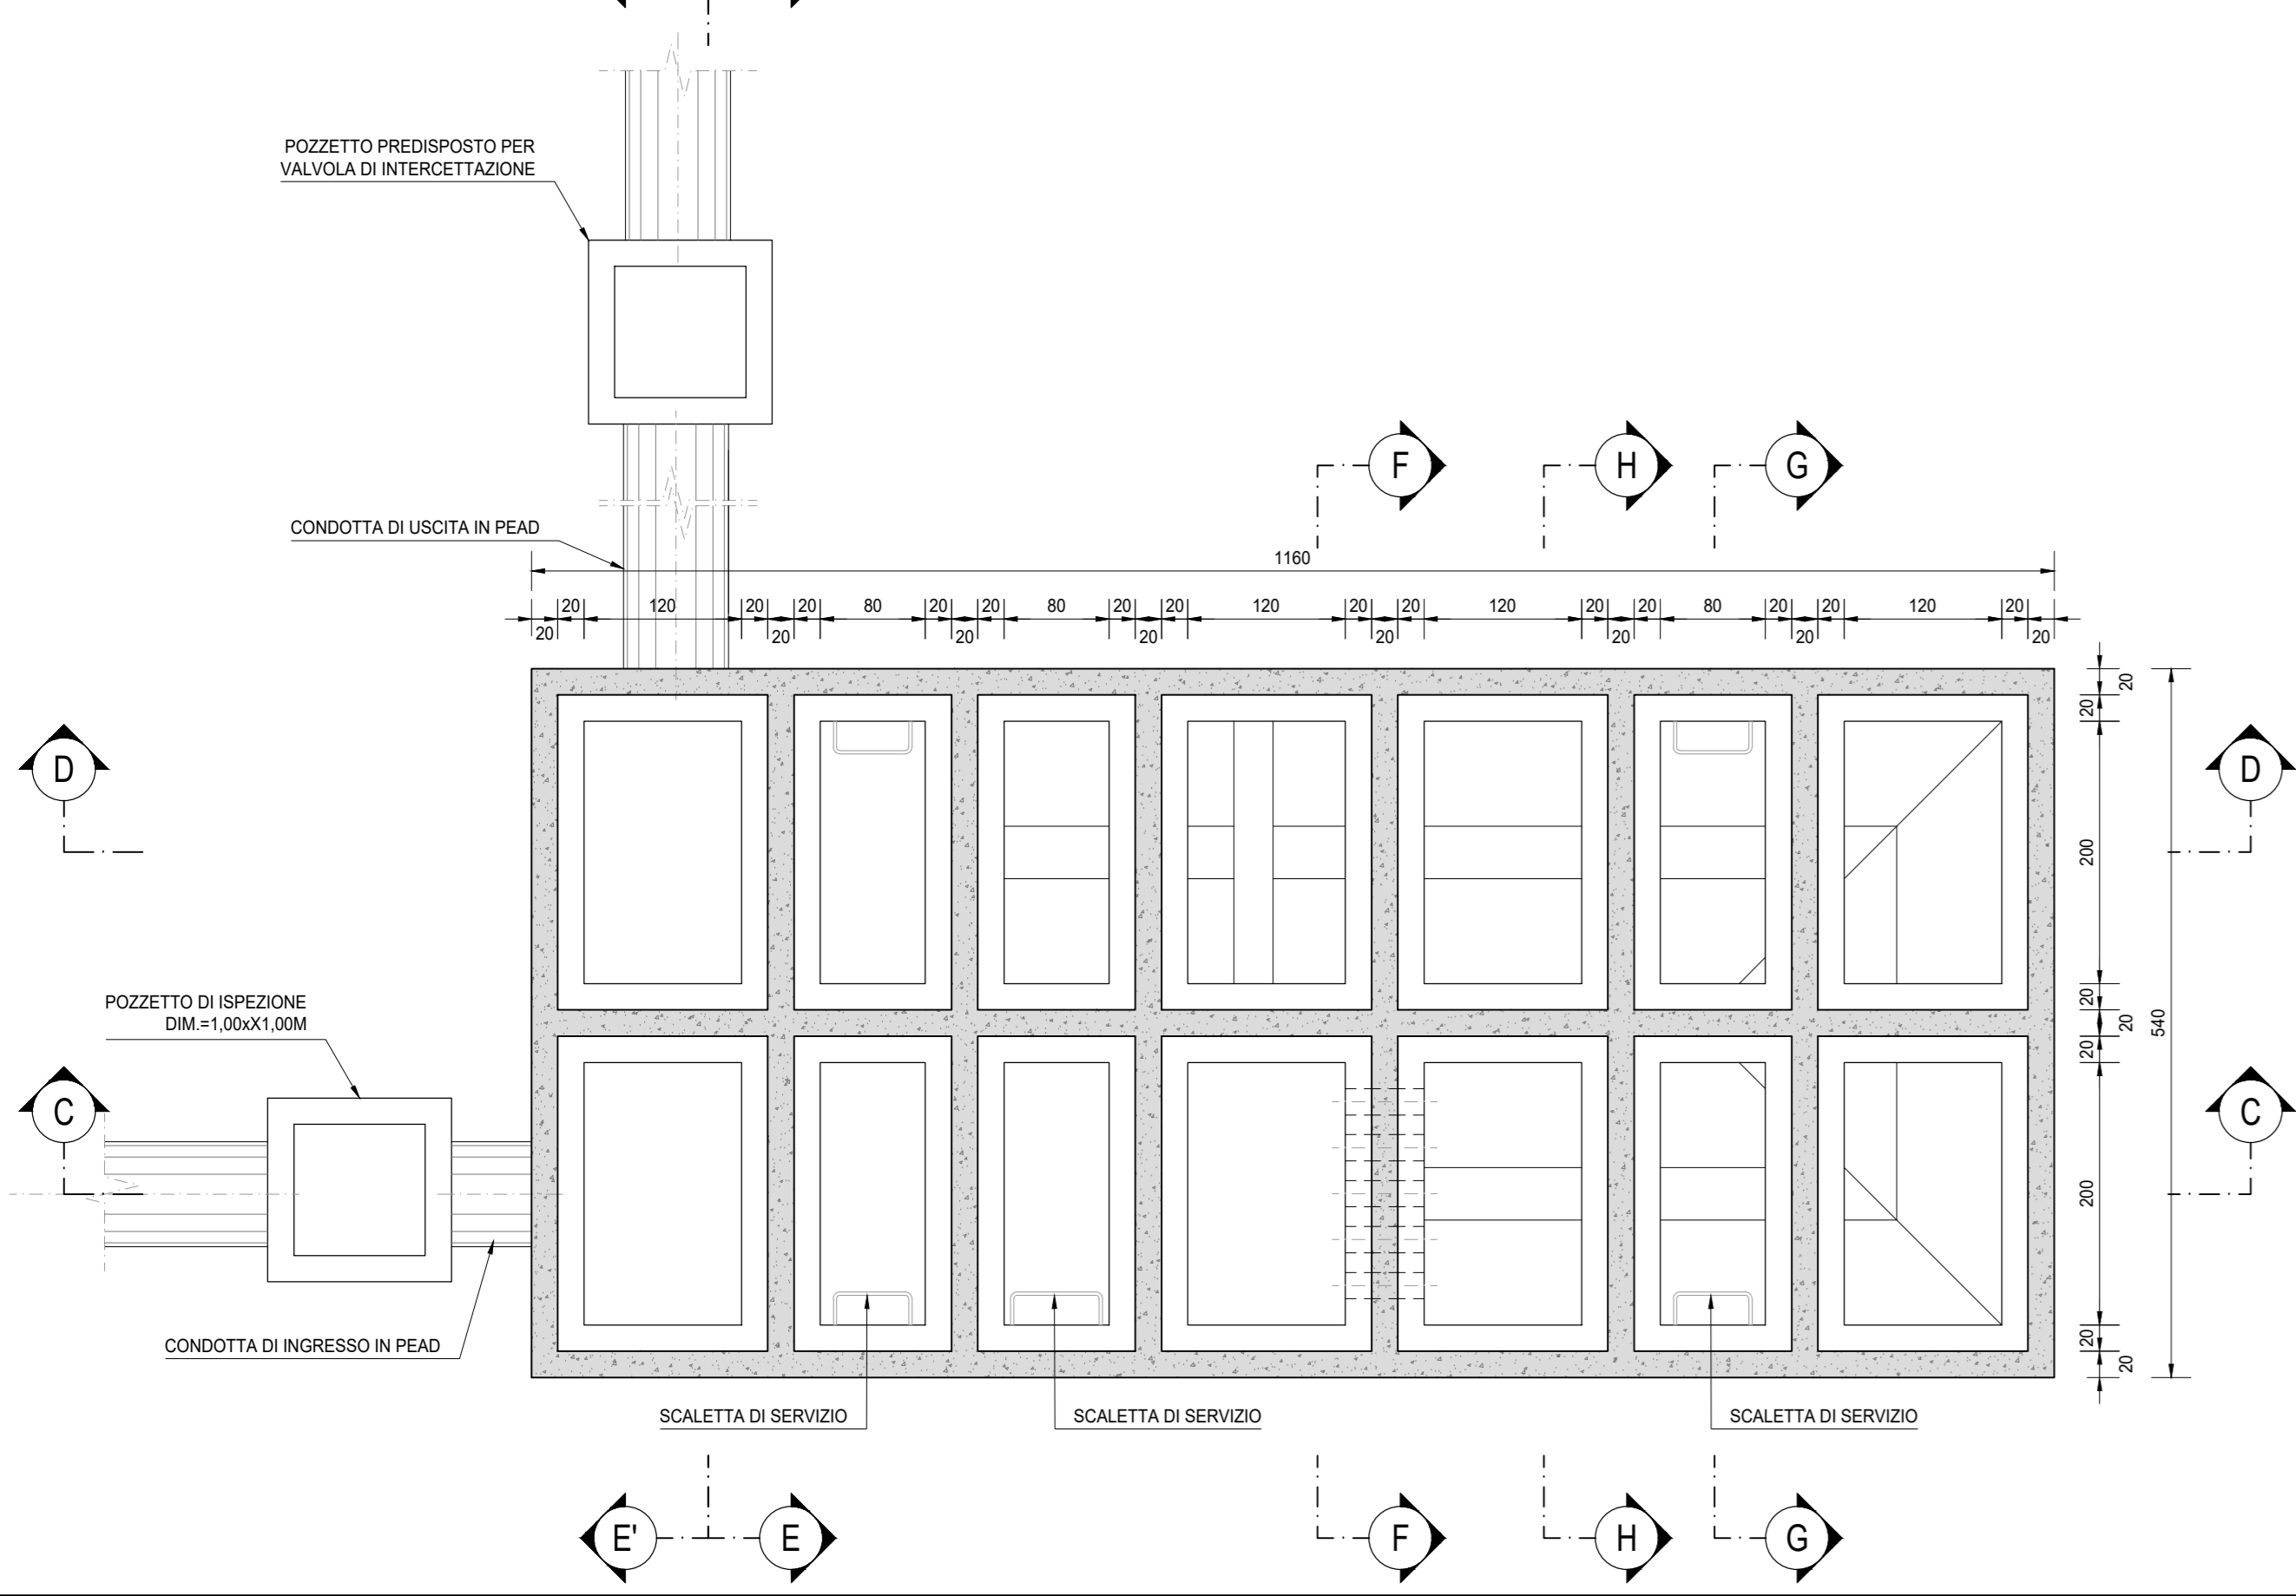 POZZETTO PREDISPOSTO PER
VALVOLA DI INTERCETTAZIONE
CONDOTTA DI USCITA IN PEAD
F
H
G
1160
20 120 20 20 80 20 20 80 20 20 120 20 20 120 20 20 80 20 20 120 20
20 20 20 20 20 20 20 20
D
D
20
20
200
20
20
20
200
20
20
540
POZZETTO DI ISPEZIONE
DIM.=1,00xX1,00M
C
C
CONDOTTA DI INGRESSO IN PEAD
SCALETTA DI SERVIZIO
SCALETTA DI SERVIZIO
SCALETTA DI SERVIZIO
E'
E
F
H
G